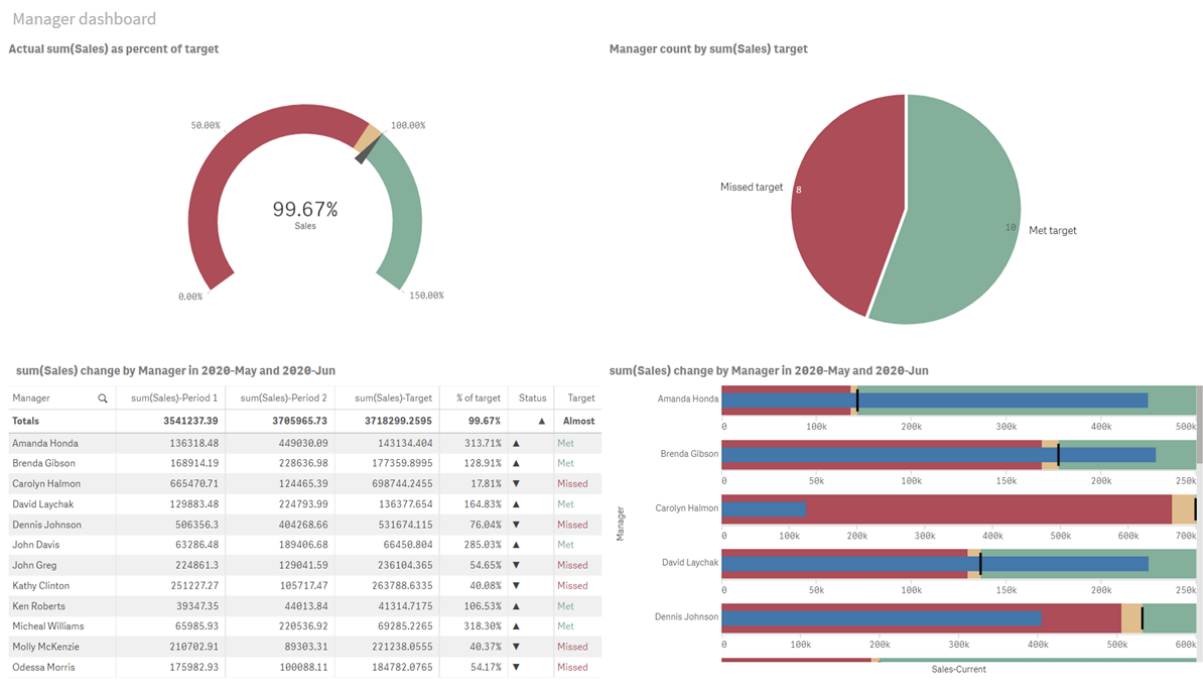 Manager dashboard
Actual sum(Sales) as percent of target
50.00%
100.00%
99.67%
Sales
0.00%
150.00%
Manager count by sum(Sales) target
Missed target
8
10
Met target
sum(Sales) change by Manager in 2020-May and 2020-Jun
Manager sum(Sales)-Period 1 sum(Sales)-Period 2 sum(Sales)-Target % of target Status Target
Totals 3541237.39 3705965.73 3718299.2595 99.67% ▲ Almost
Amanda Honda 136318.48 449030.09 143134.404 313.71% ▲ Met
Brenda Gibson 168914.19 228636.98 177359.8995 128.91% ▲ Met
Carolyn Halmon 665470.71 124465.39 698744.2455 17.81% ▼ Missed
David Laychak 129883.48 224793.99 136377.654 164.83% ▲ Met
Dennis Johnson 506356.3 404268.66 531674.115 76.04% ▼ Missed
John Davis 63286.48 189406.68 66450.804 285.03% ▲ Met
John Greg 224861.3 129041.59 236104.365 54.65% ▼ Missed
Kathy Clinton 251227.27 105717.47 263788.6335 40.08% ▼ Missed
Ken Roberts 39347.35 44013.84 41314.7175 106.53% ▲ Met
Micheal Williams 65985.93 220536.92 69285.2265 318.30% ▲ Met
Molly McKenzie 210702.91 89303.31 221238.0555 40.37% ▼ Missed
Odessa Morris 175982.93 100088.11 184782.0765 54.17% ▼ Missed
sum(Sales) change by Manager in 2020-May and 2020-Jun
Manager
Amanda Honda
0 100k 200k 300k 400k 500k
Brenda Gibson
0 50k 100k 150k 200k 250k
Carolyn Halmon
0 100k 200k 300k 400k 500k 600k 700k
David Laychak
0 50k 100k 150k 200k 250k
Dennis Johnson
0 100k 200k 300k 400k 500k 600k
Sales-Current